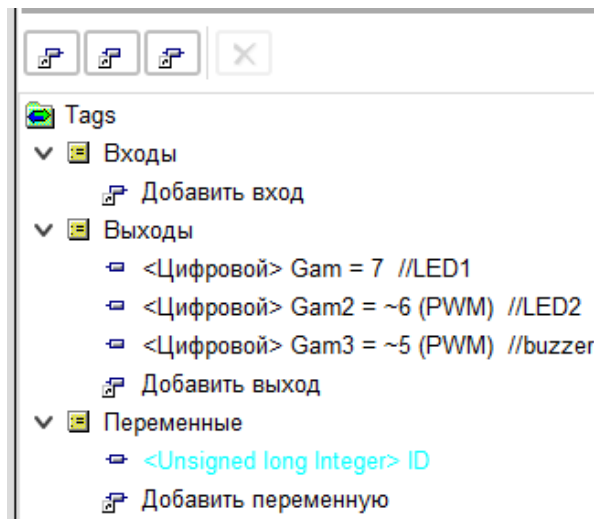 Tags
Входы
Добавить вход
Выходы
<Цифровой> Gam = 7 //LED1
<Цифровой> Gam2 = ~6 (PWM) //LED2
<Цифровой> Gam3 = ~5 (PWM) //buzzer
Добавить выход
Переменные
<Unsigned long Integer> ID
Добавить переменную